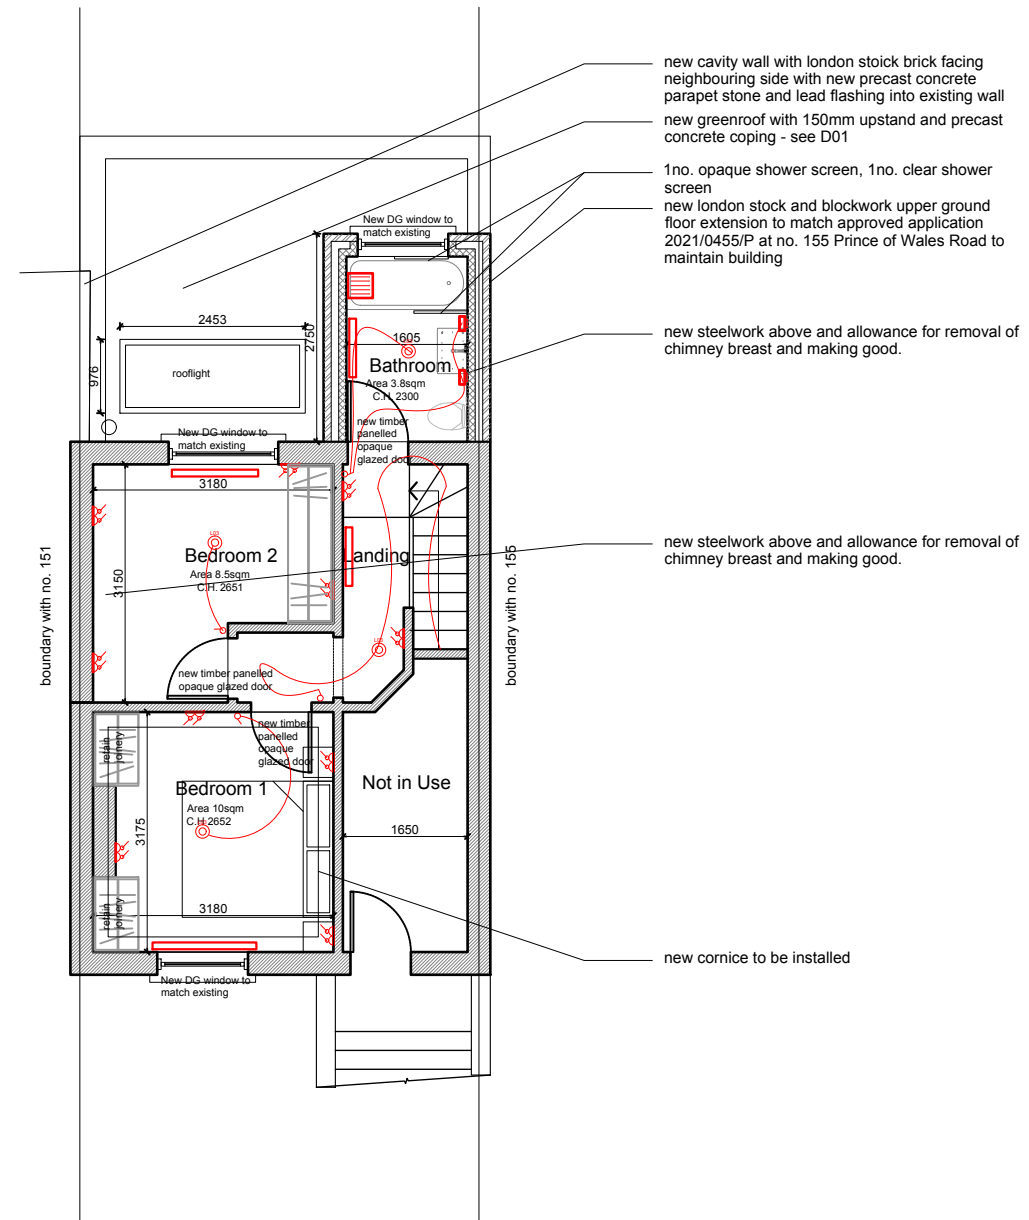 new cavity wall with london stoick brick facing
neighbouring side with new precast concrete
parapet stone and lead flashing into existing wall
new greenroof with 150mm upstand and precast
concrete coping - see D01
1no. opaque shower screen, 1no. clear shower
screen
new london stock and blockwork upper ground
floor extension to match approved application
2021/0455/P at no. 155 Prince of Wales Road to
maintain building
New DG window to
match existing
2453
2750
976
rooflight
1605
Bathroom
Area 3.8sqm
C.H. 2300
new steelwork above and allowance for removal of
chimney breast and making good.
new timber
panelled
opaque
glazed door
New DG window to
match existing
3180
Bedroom 2
Area 8.5sqm
C.H. 2651
3150
Landing
new steelwork above and allowance for removal of
chimney breast and making good.
boundary with no. 151
boundary with no. 155
new timber panelled
opaque glazed door
new timber
panelled
opaque
glazed door
retain
joinery
Bedroom 1
Area 10sqm
C.H 2652
3175
Not in Use
1650
retain
joinery
3180
new cornice to be installed
New DG window to
match existing